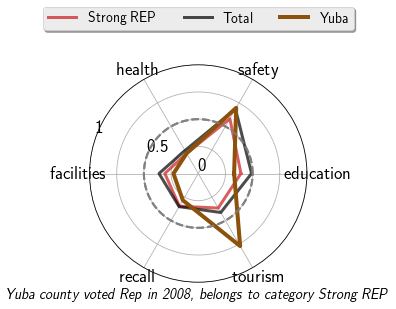 Strong REP Total Yuba
health safety
1
0.5
0
facilities education
recall tourism
Yuba county voted Rep in 2008, belongs to category Strong REP